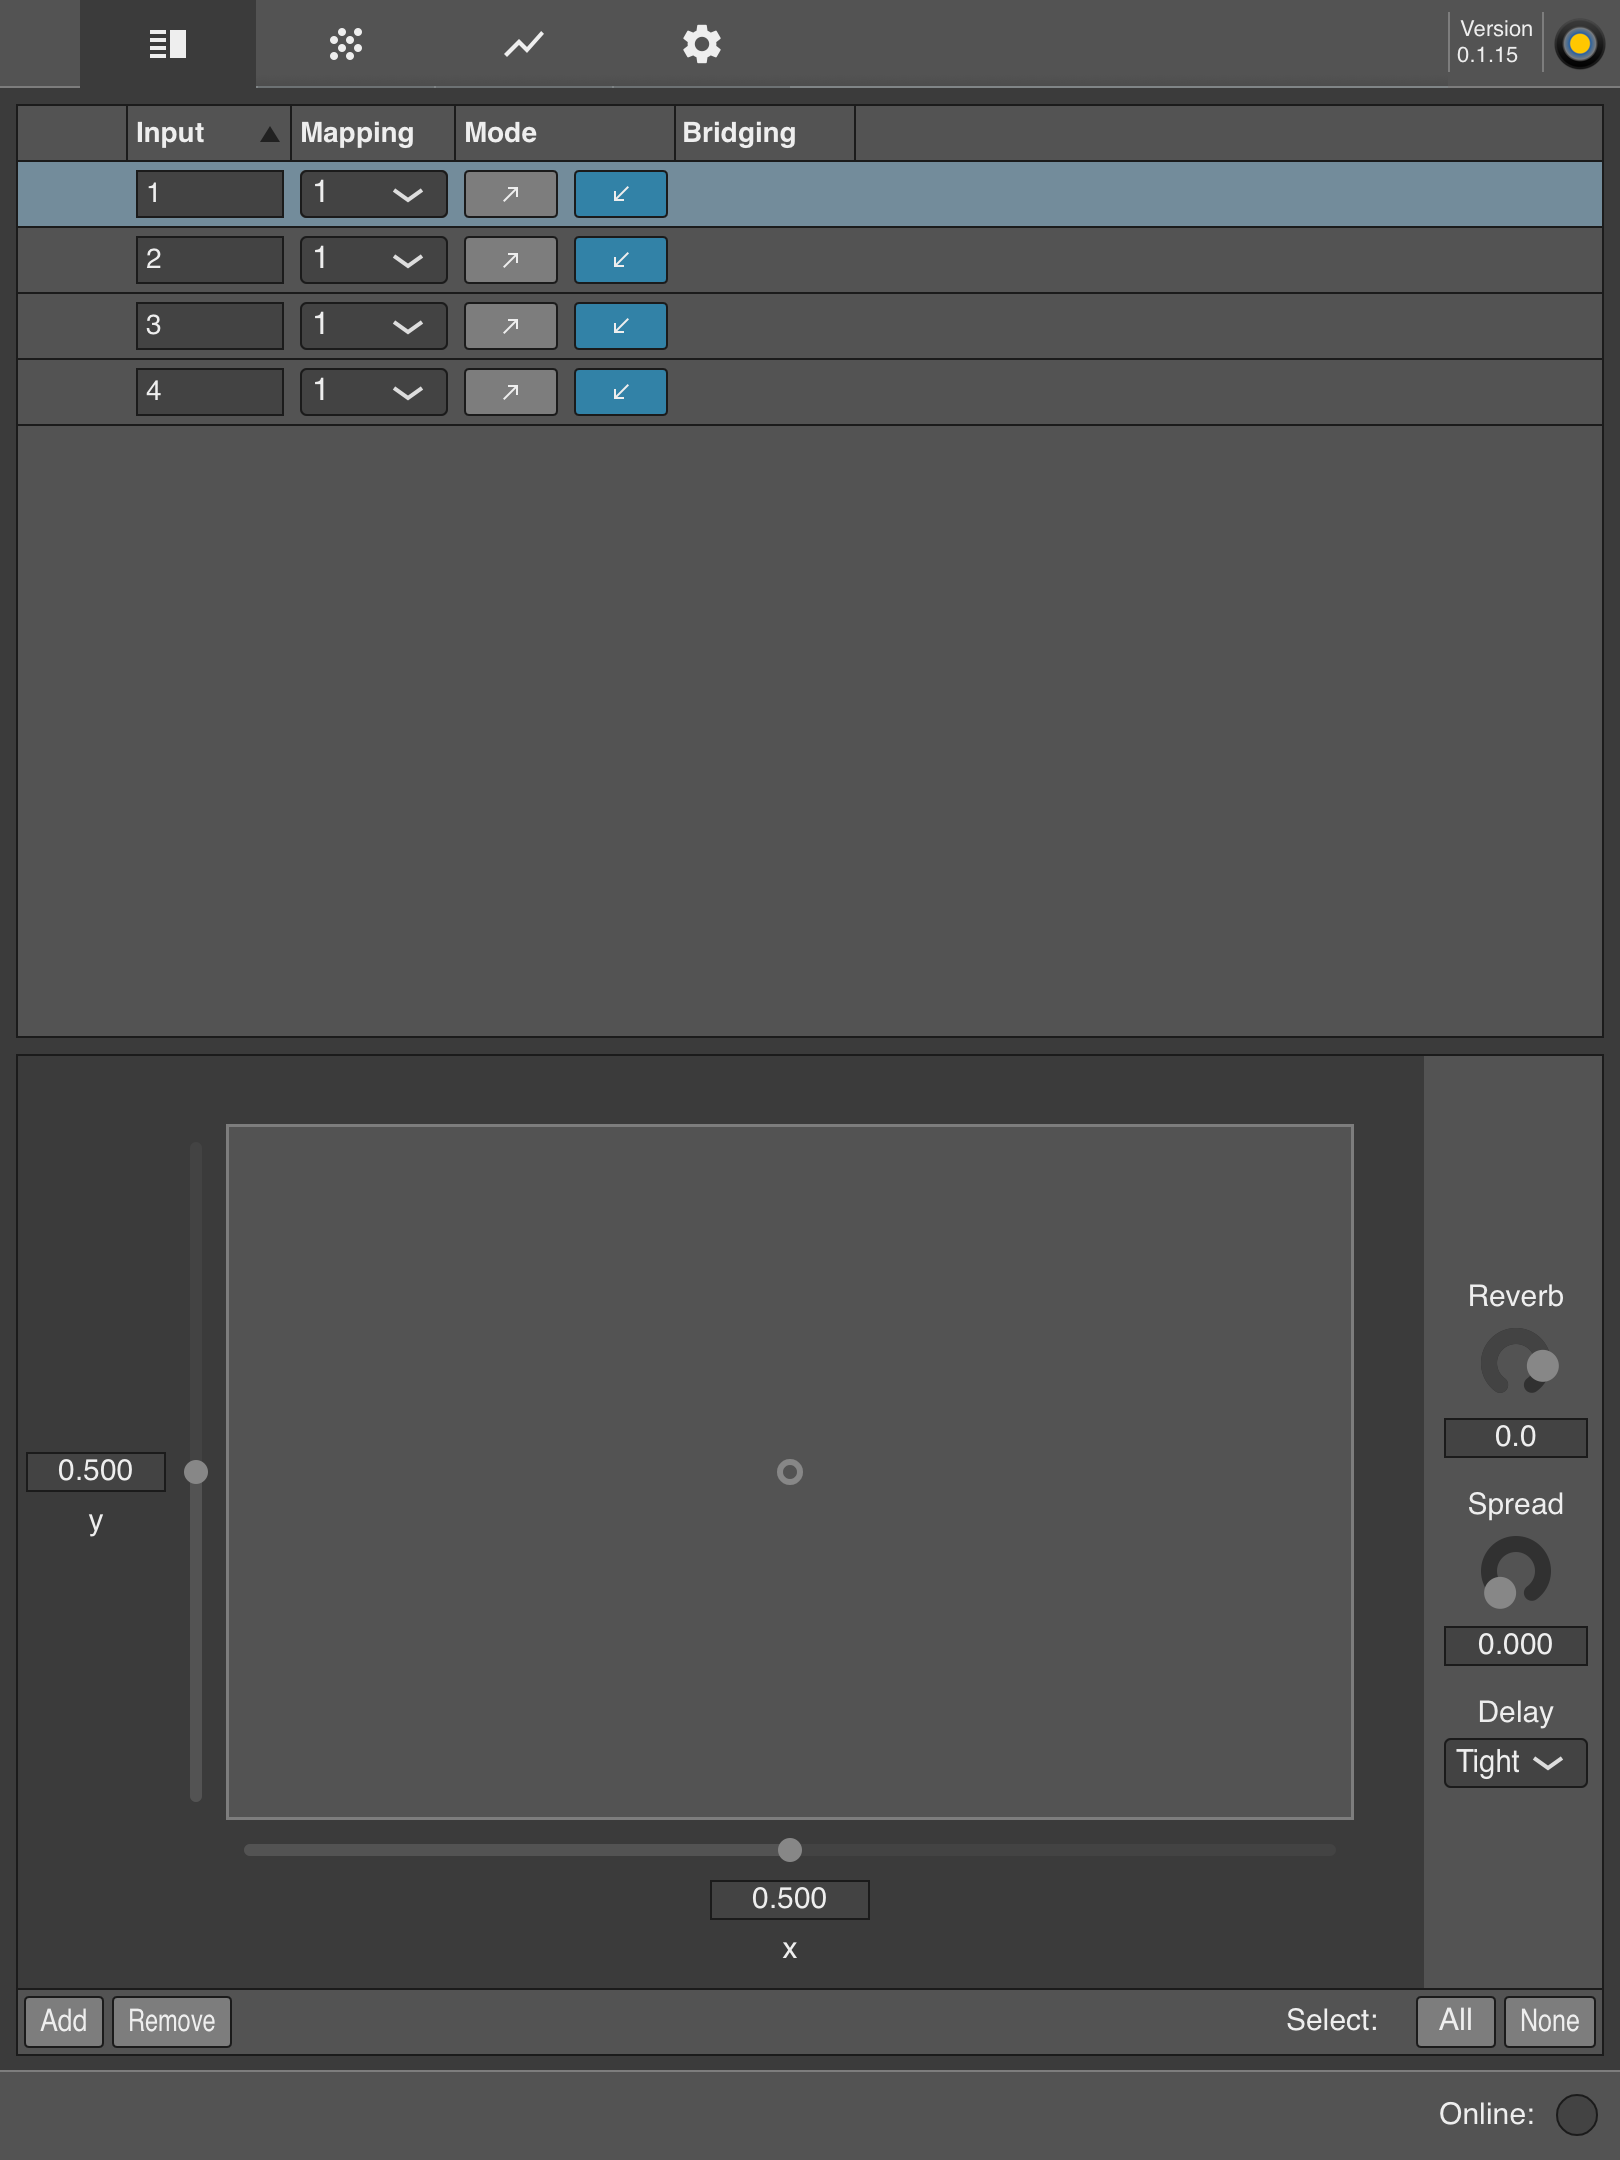 Version
0.1.15
Input Mapping Mode Bridging
1 1
2 1
3 1
4 1
Reverb
0.0
0.500
y
Spread
0.000
Delay
Tight
0.500
x
Add Remove Select: All None
Online: